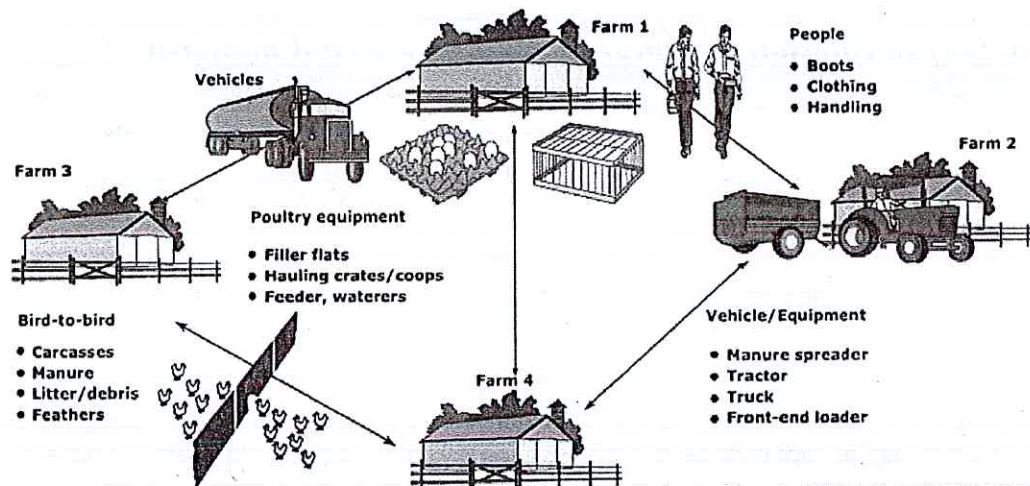 Farm 1
People
• Boots
• Clothing
• Handling
Vehicles
Farm 2
Farm 3
Poultry equipment
• Filler flats
• Hauling crates/coops
• Feeder, waterers
Bird-to-bird
• Carcasses
• Manure
• Litter/debris
• Feathers
Vehicle/Equipment
• Manure spreader
• Tractor
• Truck
• Front-end loader
Farm 4